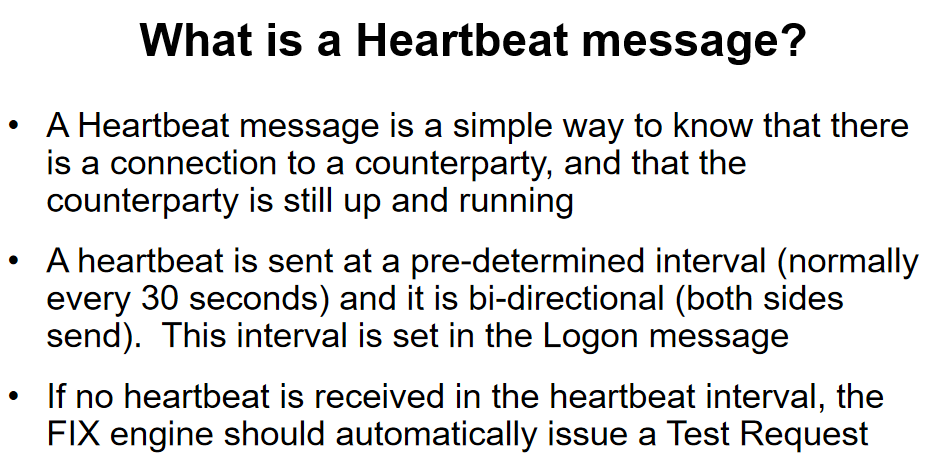 What is a Heartbeat message?
• A Heartbeat message is a simple way to know that there
is a connection to a counterparty, and that the
counterparty is still up and running
• A heartbeat is sent at a pre-determined interval (normally
every 30 seconds) and it is bi-directional (both sides
send).  This interval is set in the Logon message
• If no heartbeat is received in the heartbeat interval, the
FIX engine should automatically issue a Test Request